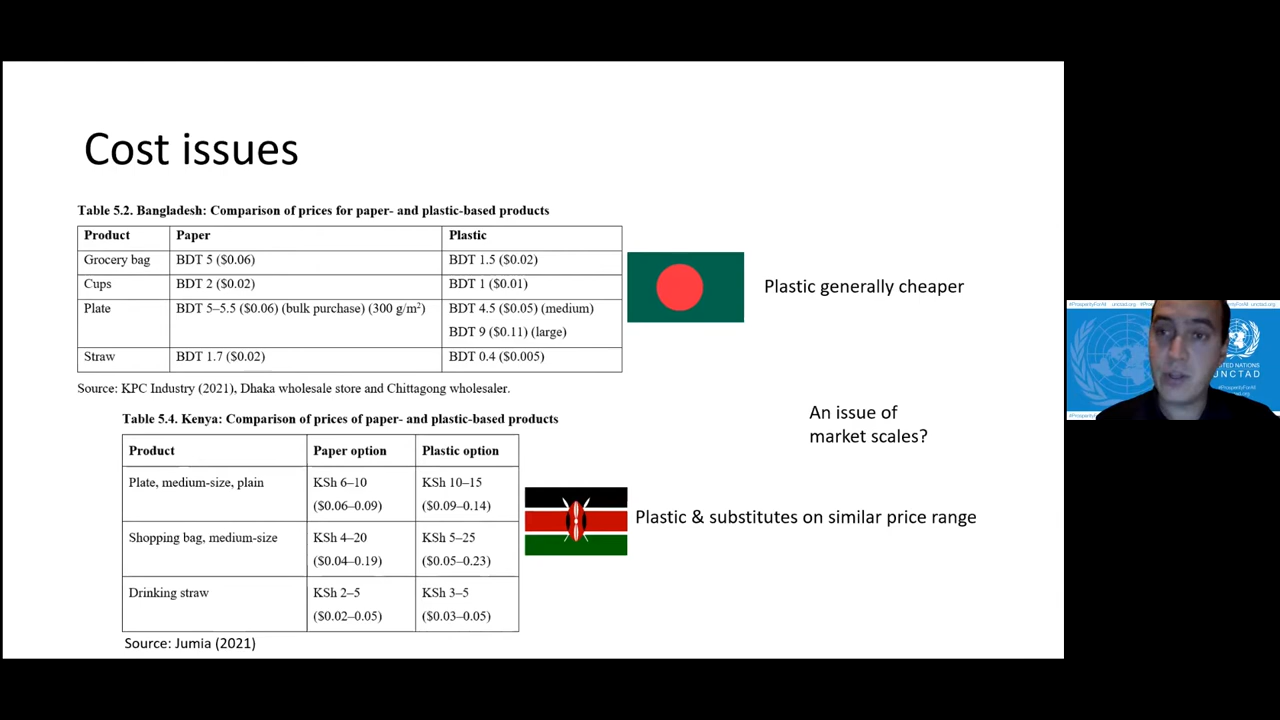 Cost issues
Table 5.2. Bangladesh: Comparison of prices for paper- and plastic-based products
Product Paper Plastic
Grocery bag BDT 5 ($0.06) BDT 1.5 ($0.02)
Cups BDT 2 ($0.02) BDT 1 ($0.01)
Plate BDT 5–5.5 ($0.06) (bulk purchase) (300 g/m²) BDT 4.5 ($0.05) (medium)
BDT 9 ($0.11) (large)
Straw BDT 1.7 ($0.02) BDT 0.4 ($0.005)
Source: KPC Industry (2021), Dhaka wholesale store and Chittagong wholesaler.
Plastic generally cheaper
Table 5.4. Kenya: Comparison of prices of paper- and plastic-based products
Product Paper option Plastic option
Plate, medium-size, plain KSh 6–10 KSh 10–15
($0.06–0.09) ($0.09–0.14)
Shopping bag, medium-size KSh 4–20 KSh 5–25
($0.04–0.19) ($0.05–0.23)
Drinking straw KSh 2–5 KSh 3–5
($0.02–0.05) ($0.03–0.05)
Source: Jumia (2021)
An issue of
market scales?
Plastic & substitutes on similar price range
#ProsperityForAll unctad.org
NATIONS
UNCTAD